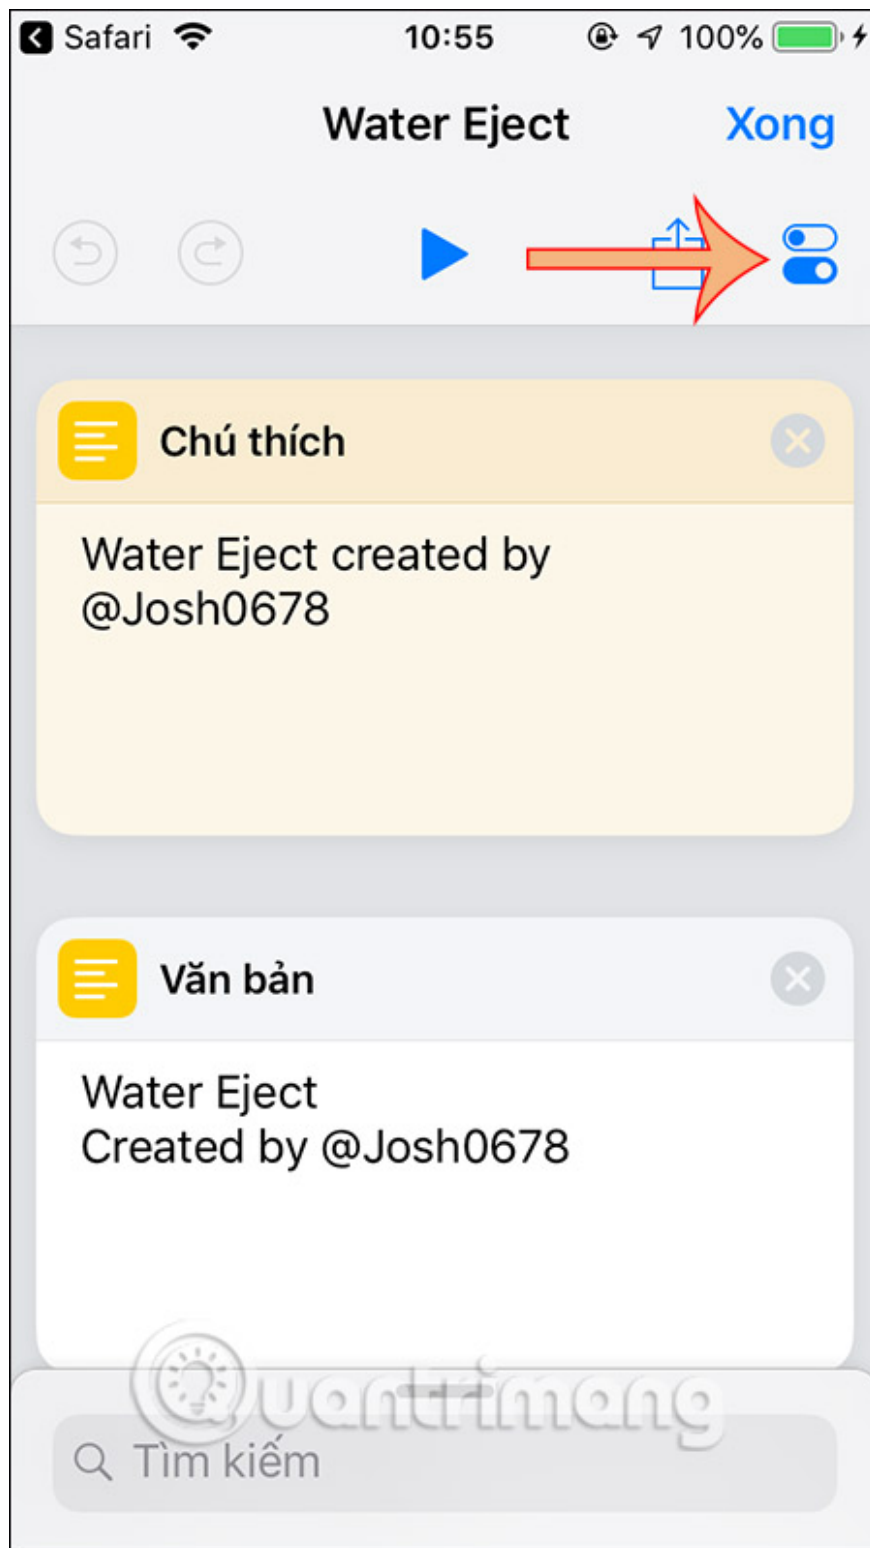 Safari 10:55 100%
Water Eject Xong
Chú thích
Water Eject created by
@Josh0678
Văn bản
Water Eject
Created by @Josh0678
Quantrimang
Tìm kiếm